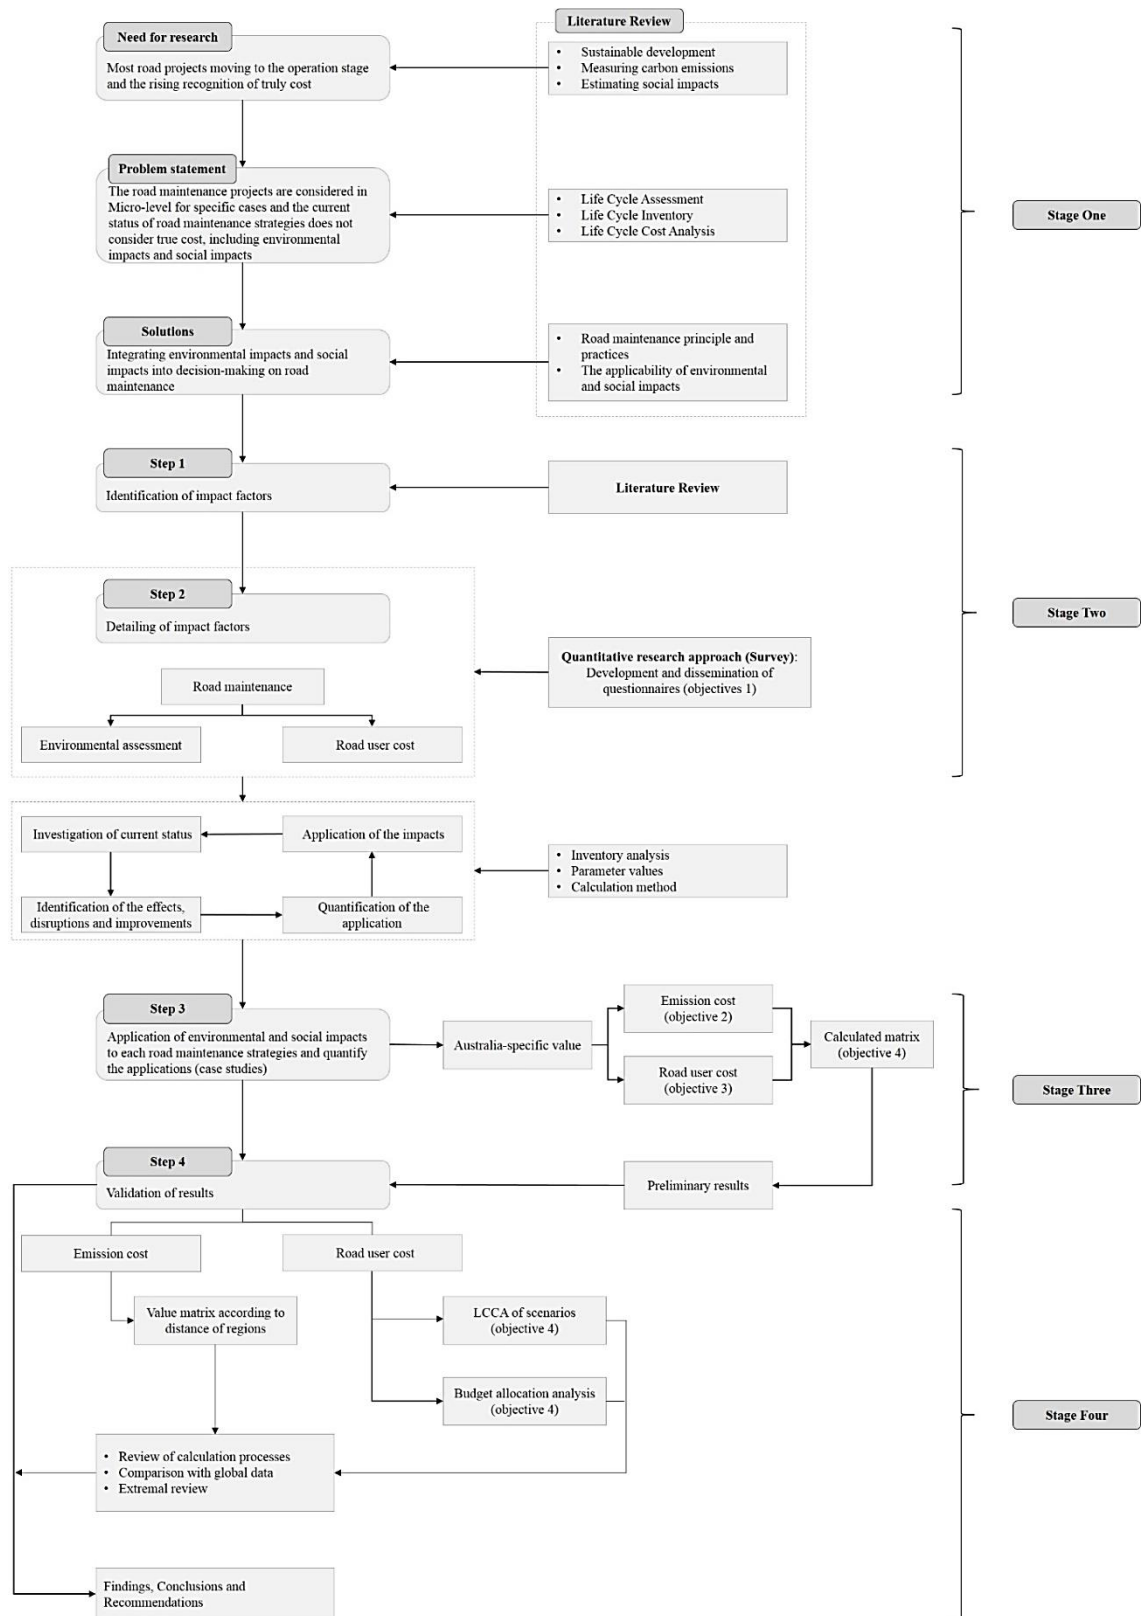 Need for research
Most road projects moving to the operation stage
and the rising recognition of truly cost
Literature Review
• Sustainable development
• Measuring carbon emissions
• Estimating social impacts
Problem statement
The road maintenance projects are considered in
Micro-level for specific cases and the current
status of road maintenance strategies does not
consider true cost, including environmental
impacts and social impacts
• Life Cycle Assessment
• Life Cycle Inventory
• Life Cycle Cost Analysis
Stage One
Solutions
Integrating environmental impacts and social
impacts into decision-making on road
maintenance
• Road maintenance principle and
practices
• The applicability of environmental
and social impacts
Step 1
Identification of impact factors
Literature Review
Step 2
Detailing of impact factors
Road maintenance
Environmental assessment
Road user cost
Quantitative research approach (Survey):
Development and dissemination of
questionnaires (objectives 1)
Stage Two
Investigation of current status
Application of the impacts
Identification of the effects,
disruptions and improvements
Quantification of the
application
• Inventory analysis
• Parameter values
• Calculation method
Step 3
Application of environmental and social impacts
to each road maintenance strategies and quantify
the applications (case studies)
Australia-specific value
Emission cost
(objective 2)
Road user cost
(objective 3)
Calculated matrix
(objective 4)
Stage Three
Step 4
Validation of results
Preliminary results
Emission cost
Road user cost
Value matrix according to
distance of regions
LCCA of scenarios
(objective 4)
Budget allocation analysis
(objective 4)
Stage Four
• Review of calculation processes
• Comparison with global data
• Extremal review
Findings, Conclusions and
Recommendations